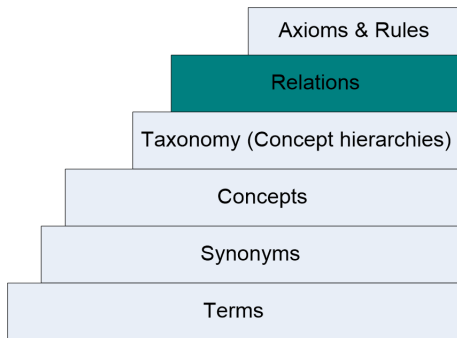 Axioms & Rules
Relations
Taxonomy (Concept hierarchies)
Concepts
Synonyms
Terms